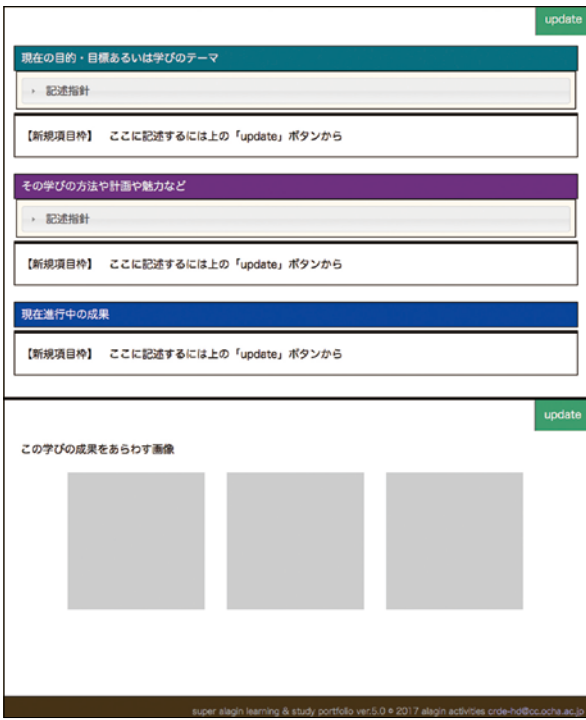 update
現在の目的・目標あるいは学びのテーマ
記述指針
【新規項目枠】 ここに記述するには上の「update」ボタンから
その学びの方法や計画や魅力など
記述指針
【新規項目枠】 ここに記述するには上の「update」ボタンから
現在進行中の成果
【新規項目枠】 ここに記述するには上の「update」ボタンから
update
この学びの成果をあらわす画像
super alagin learning & study portfolio ver.5.0 © 2017 alagin activities crde-hd@cc.ocha.ac.jp